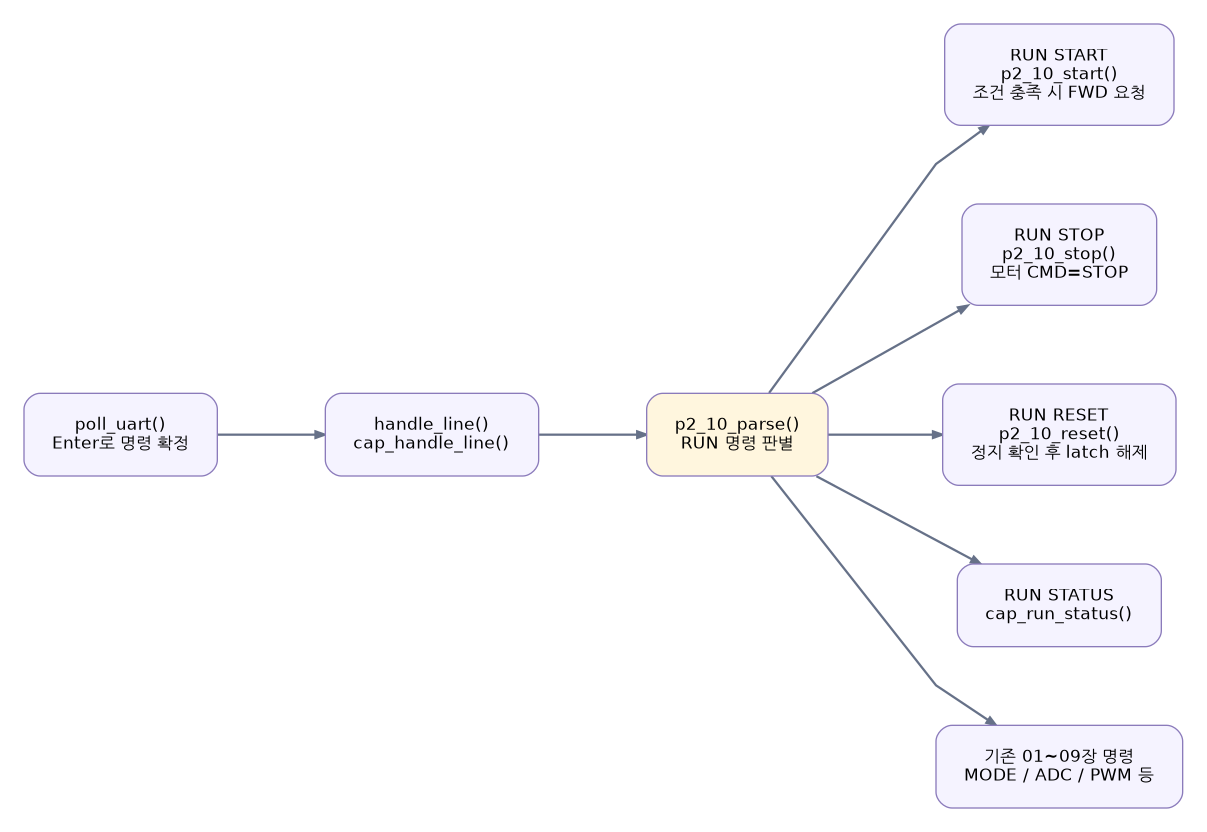 poll_uart()
Enter로 명령 확정
handle_line()
cap_handle_line()
p2_10_parse()
RUN 명령 판별
RUN START
p2_10_start()
조건 충족 시 FWD 요청
RUN STOP
p2_10_stop()
모터 CMD=STOP
RUN RESET
p2_10_reset()
정지 확인 후 latch 해제
RUN STATUS
cap_run_status()
기존 01~09장 명령
MODE / ADC / PWM 등